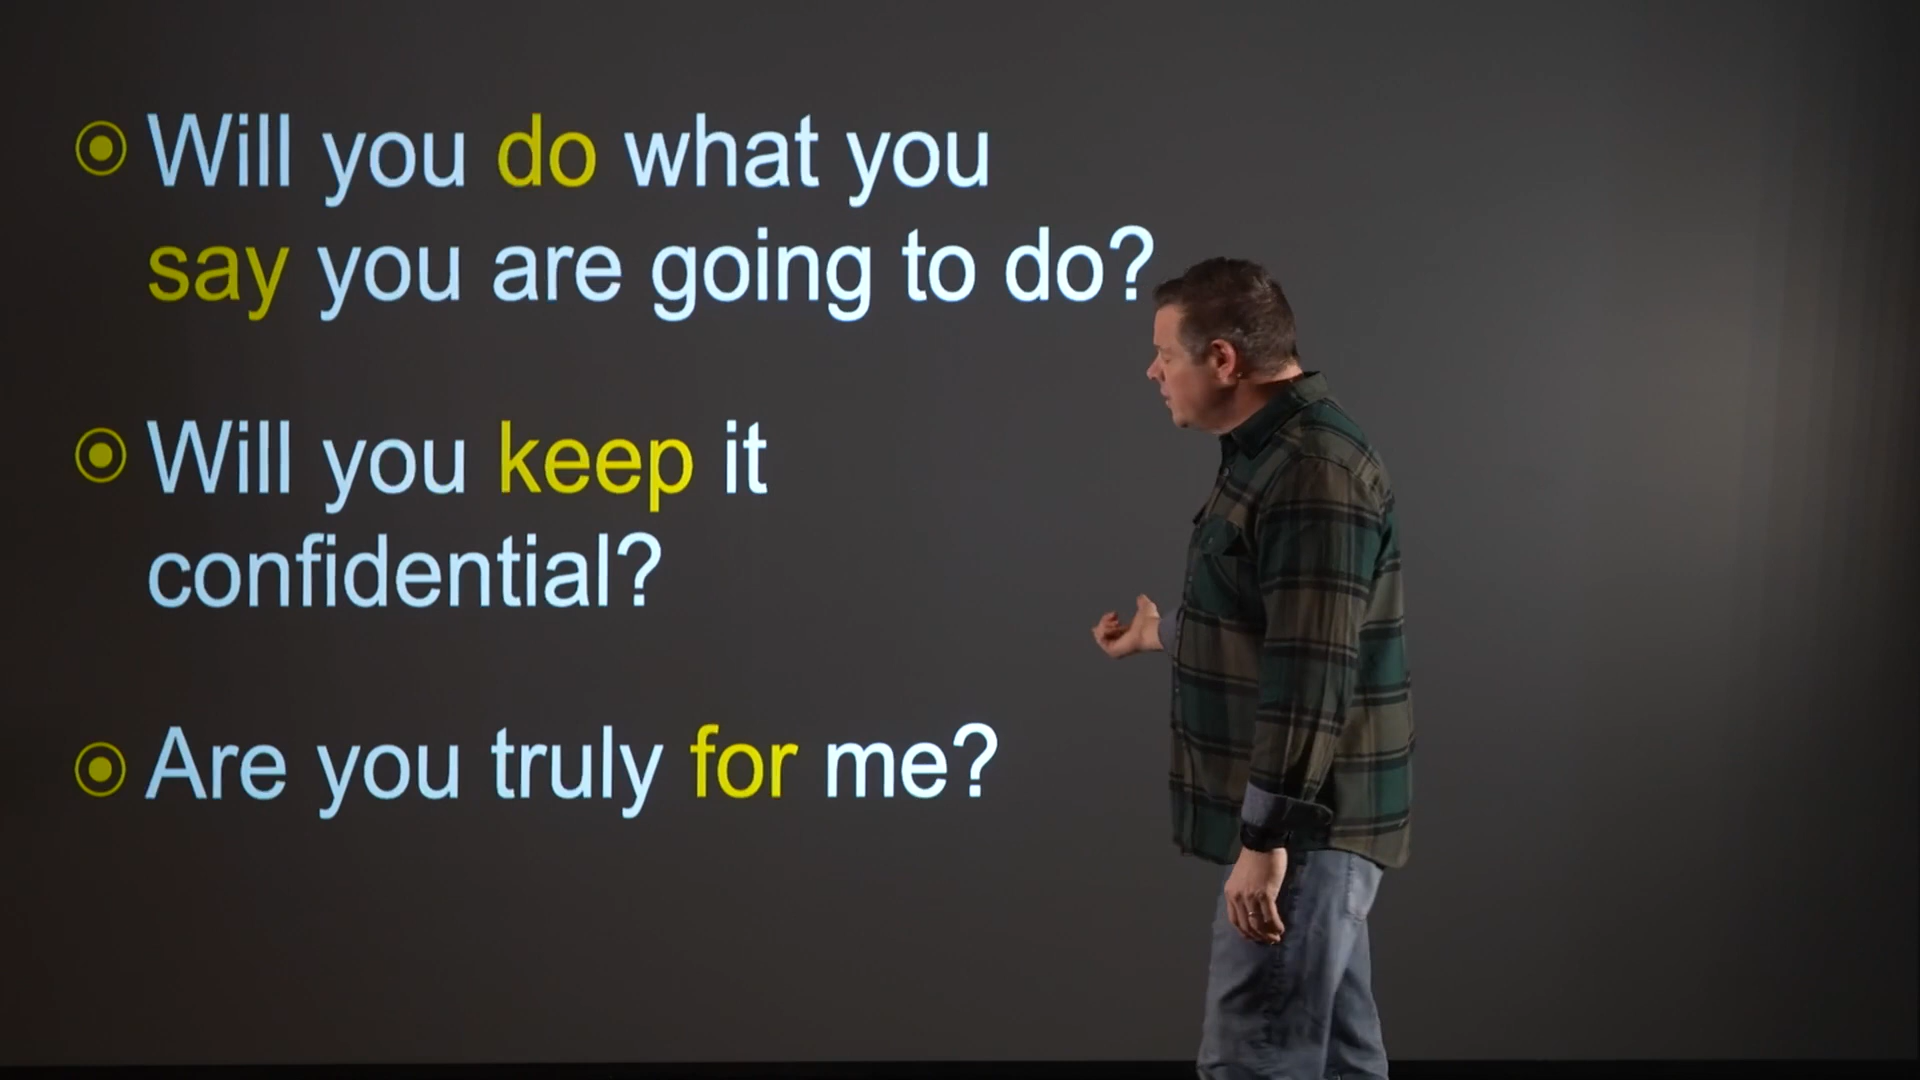 Will you do what you
say you are going to do?
Will you keep it
confidential?
Are you truly for me?